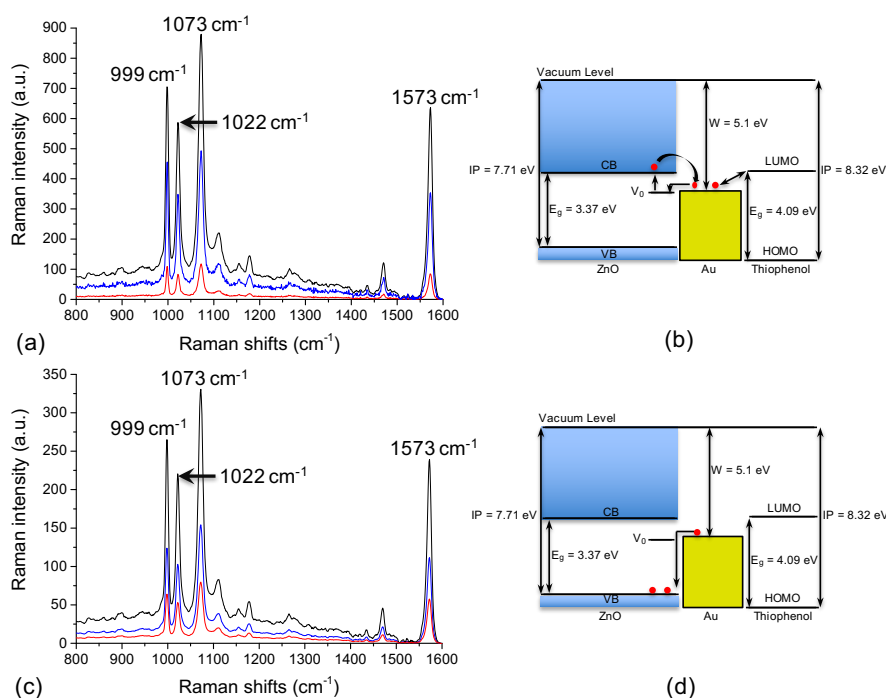 1073 cm⁻¹
999 cm⁻¹
1022 cm⁻¹
1573 cm⁻¹
Raman intensity (a.u.)
900
800
700
600
500
400
300
200
100
0
800 900 1000 1100 1200 1300 1400 1500 1600
Raman shifts (cm⁻¹)
(a)
Vacuum Level
W = 5.1 eV
IP = 7.71 eV
CB
LUMO
IP = 8.32 eV
V₀
E_g = 3.37 eV
E_g = 4.09 eV
VB
HOMO
ZnO
Au
Thiophenol
(b)
1073 cm⁻¹
999 cm⁻¹
1022 cm⁻¹
1573 cm⁻¹
Raman intensity (a.u.)
350
300
250
200
150
100
50
0
800 900 1000 1100 1200 1300 1400 1500 1600
Raman shifts (cm⁻¹)
(c)
Vacuum Level
W = 5.1 eV
IP = 7.71 eV
CB
LUMO
IP = 8.32 eV
V₀
E_g = 3.37 eV
E_g = 4.09 eV
VB
HOMO
ZnO
Au
Thiophenol
(d)